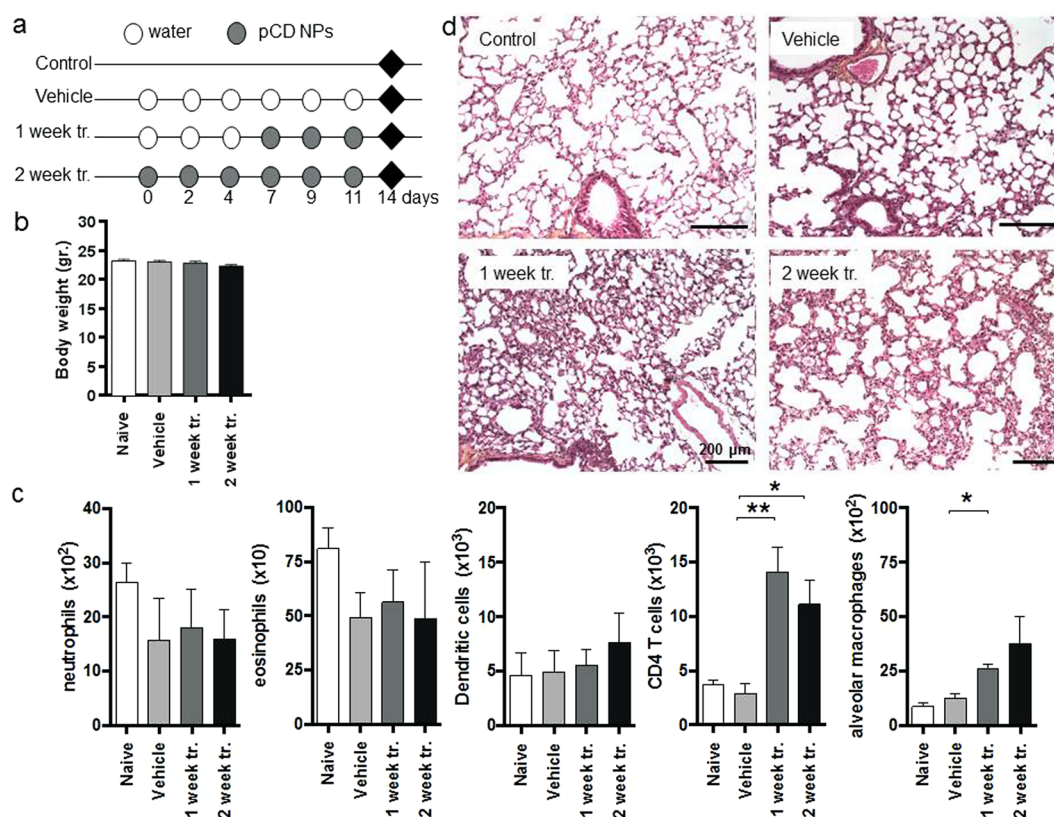 a
water
pCD NPs
Control
Vehicle
1 week tr.
2 week tr.
0 2 4 7 9 11 14 days
b
Body weight (gr.)
30
25
20
15
10
5
0
Naive
Vehicle
1 week tr.
2 week tr.
d
Control
Vehicle
1 week tr.
2 week tr.
200 µm
c
neutrophils (x10²)
40
30
20
10
0
Naive
Vehicle
1 week tr.
2 week tr.
eosinophils (x10)
100
75
50
25
0
Naive
Vehicle
1 week tr.
2 week tr.
Dendritic cells (x10³)
20
15
10
5
0
Naive
Vehicle
1 week tr.
2 week tr.
CD4 T cells (x10³)
20
15
10
5
0
*
**
Naive
Vehicle
1 week tr.
2 week tr.
alveolar macrophages (x10²)
100
75
50
25
0
*
Naive
Vehicle
1 week tr.
2 week tr.